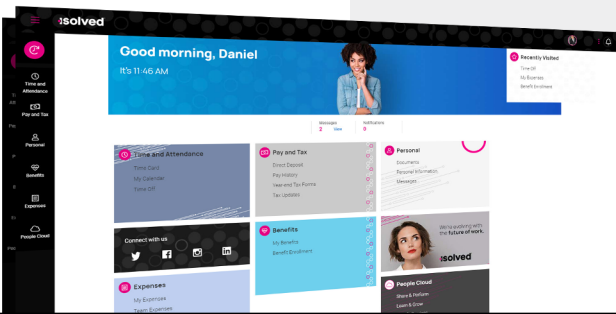 isolved
Good morning, Daniel
It's 11:46 AM
Recently Visited
Time Off
My Expenses
Benefit Enrollment
Time and
Attendance
Pay and Tax
Personal
Benefits
Expenses
People Cloud
Messages
2 View
Notifications
0
Time and Attendance
Time Card
My Calendar
Time Off
Pay and Tax
Direct Deposit
Pay History
Year end Tax Forms
Tax Updates
Personal
Documents
Personal Information
Messages
Connect with us
Benefits
My Benefits
Benefit Enrollment
We're evolving with
the future of work.
isolved
Expenses
My Expenses
Team Expenses
People Cloud
Share & Perform
Learn & Grow